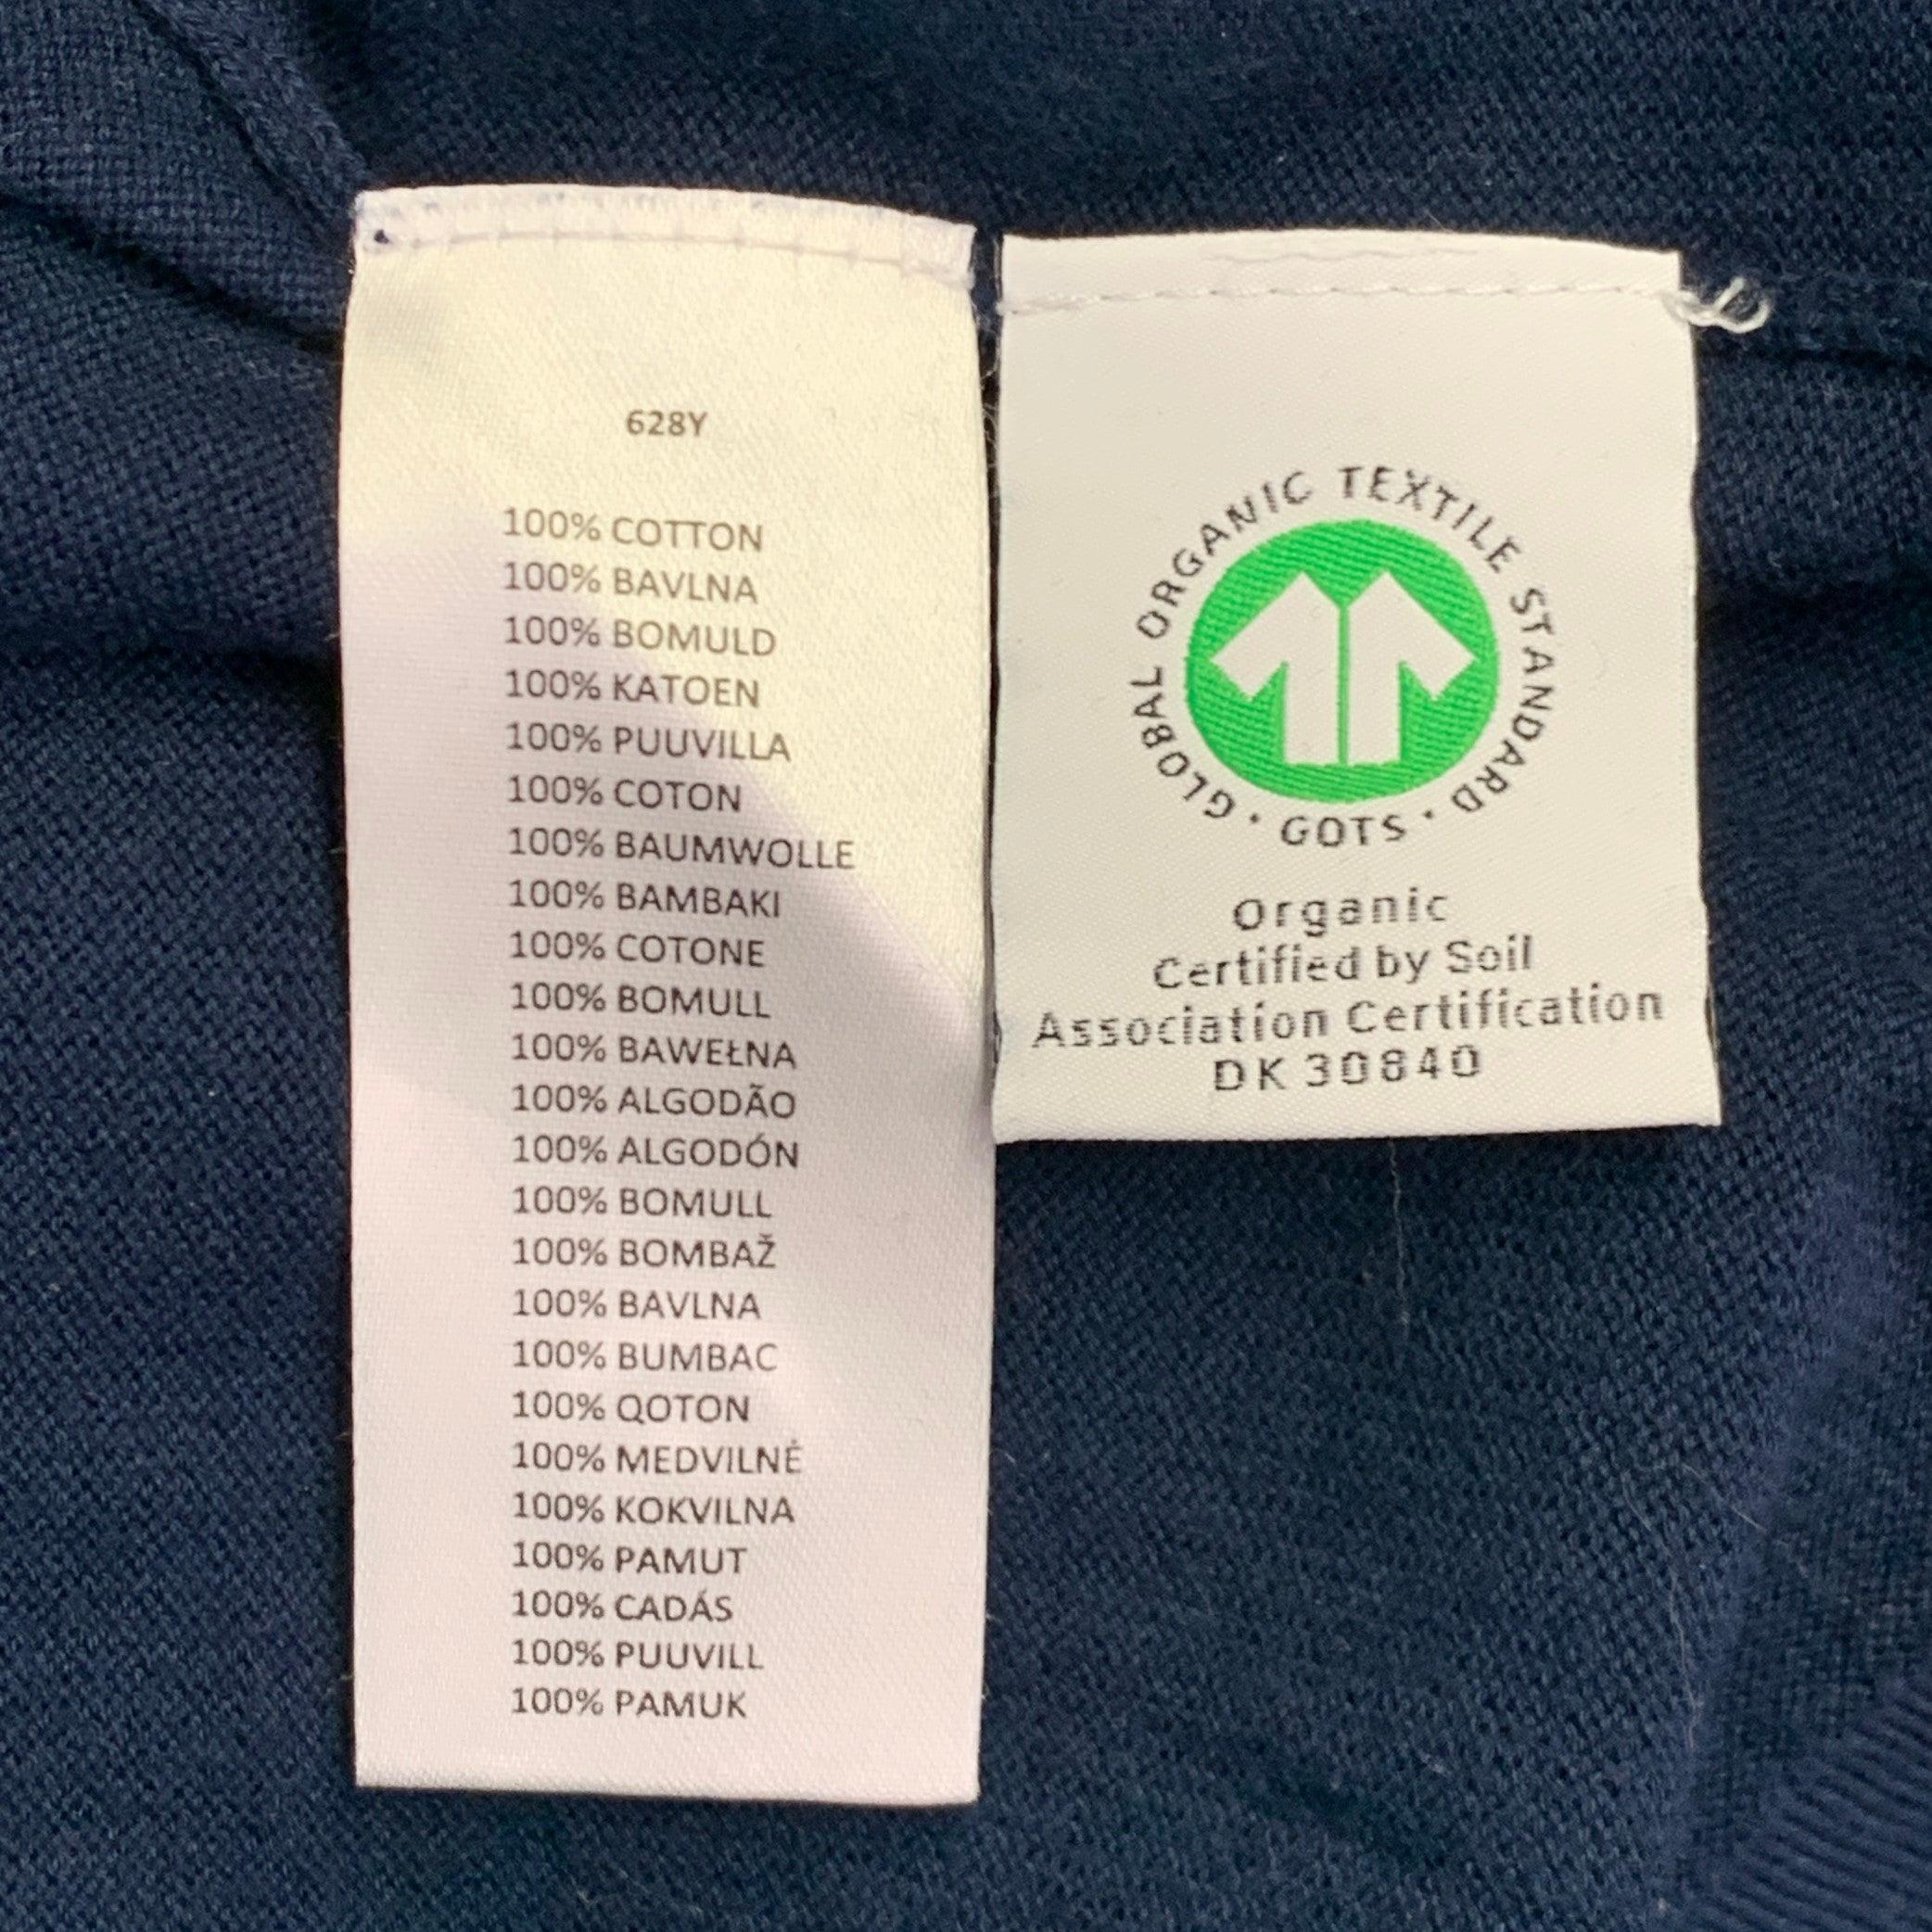 628Y
100% COTTON
100% BAVLNA
100% BOMULD
100% KATOEN
100% PUUVILLA
100% COTON
100% BAUMWOLLE
100% BAMBAKI
100% COTONE
100% BOMULL
100% BAWEŁNA
100% ALGODÃO
100% ALGODÓN
100% BOMULL
100% BOMBAŽ
100% BAVLNA
100% BUMBAC
100% QOTON
100% MEDVILNĖ
100% KOKVILNA
100% PAMUT
100% CADÁS
100% PUUVILL
100% PAMUK
GLOBAL ORGANIC TEXTILE STANDARD
· GOTS ·
Organic
Certified by Soil
Association Certification
DK 30840